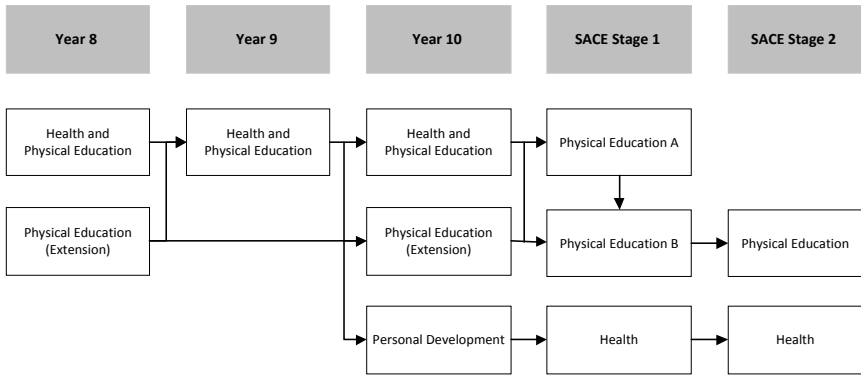 Year 8
Year 9
Year 10
SACE Stage 1
SACE Stage 2
Health and
Physical Education
Health and
Physical Education
Health and
Physical Education
Physical Education A
Physical Education
(Extension)
Physical Education
(Extension)
Physical Education B
Physical Education
Personal Development
Health
Health